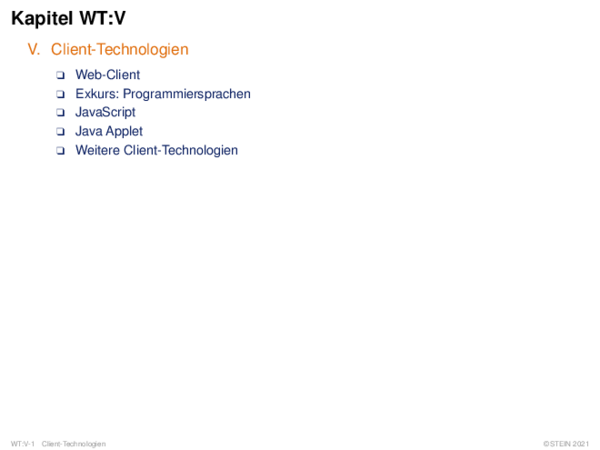 Kapitel WT:V
V. Client-Technologien
❑ Web-Client
❑ Exkurs: Programmiersprachen
❑ JavaScript
❑ Java Applet
❑ Weitere Client-Technologien
WT:V-1 Client-Technologien ©STEIN 2021